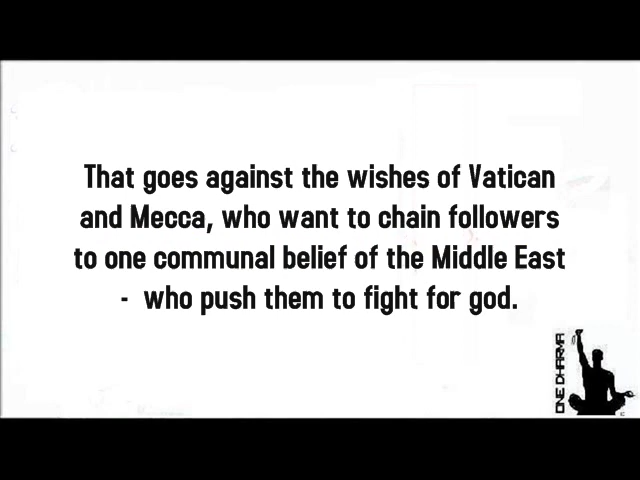 That goes against the wishes of Vatican
and Mecca, who want to chain followers
to one communal belief of the Middle East
- who push them to fight for god.
ONE DHARMA